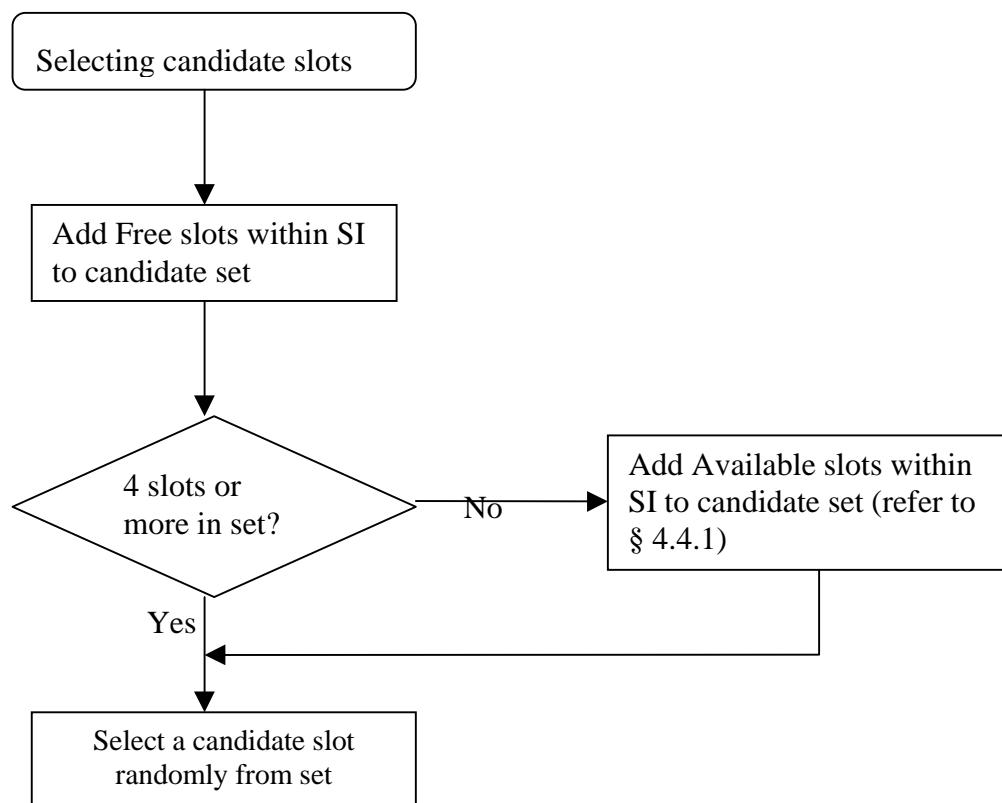 Selecting candidate slots
Add Free slots within SI
to candidate set
4 slots or
more in set?
No
Add Available slots within
SI to candidate set (refer to
§ 4.4.1)
Yes
Select a candidate slot
randomly from set